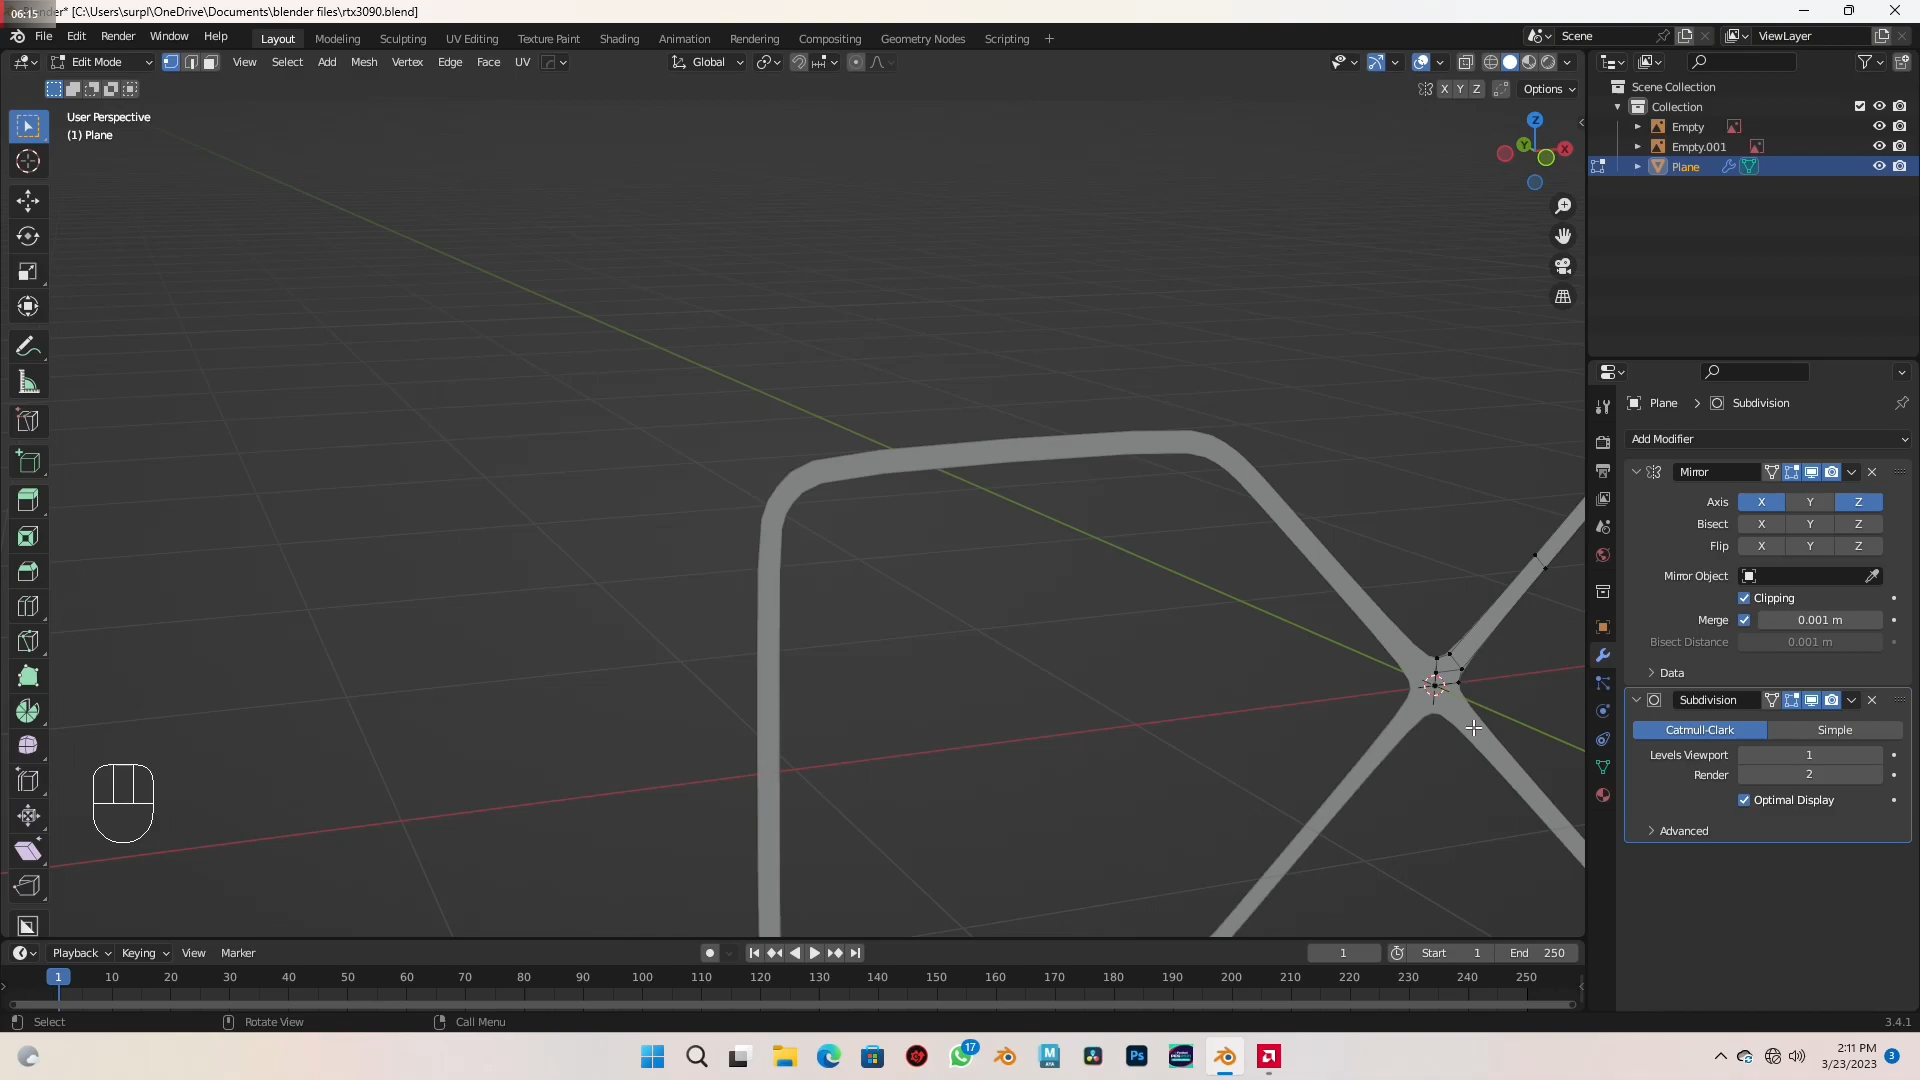 06:15
nder* [C:\Users\surpl\OneDrive\Documents\blender files\rtx3090.blend]
File Edit Render Window Help
Layout Modeling Sculpting UV Editing Texture Paint Shading Animation Rendering Compositing Geometry Nodes Scripting
Scene
ViewLayer
Edit Mode View Select Add Mesh Vertex Edge Face UV
Global
X Y Z Options
User Perspective
(1) Plane
Z
Y
X
Scene Collection
Collection
Empty
Empty.001
Plane
Plane > Subdivision
Add Modifier
Mirror
Axis X Y Z
Bisect X Y Z
Flip X Y Z
Mirror Object
Clipping
Merge 0.001 m
Bisect Distance 0.001 m
Data
Subdivision
Catmull-Clark Simple
Levels Viewport 1
Render 2
Optimal Display
Advanced
Playback Keying View Marker
1 Start 1 End 250
1 10 20 30 40 50 60 70 80 90 100 110 120 130 140 150 160 170 180 190 200 210 220 230 240 250
Select Rotate View Call Menu
3.4.1
17
M
MAYA
Ps
2:11 PM
3/23/2023
3